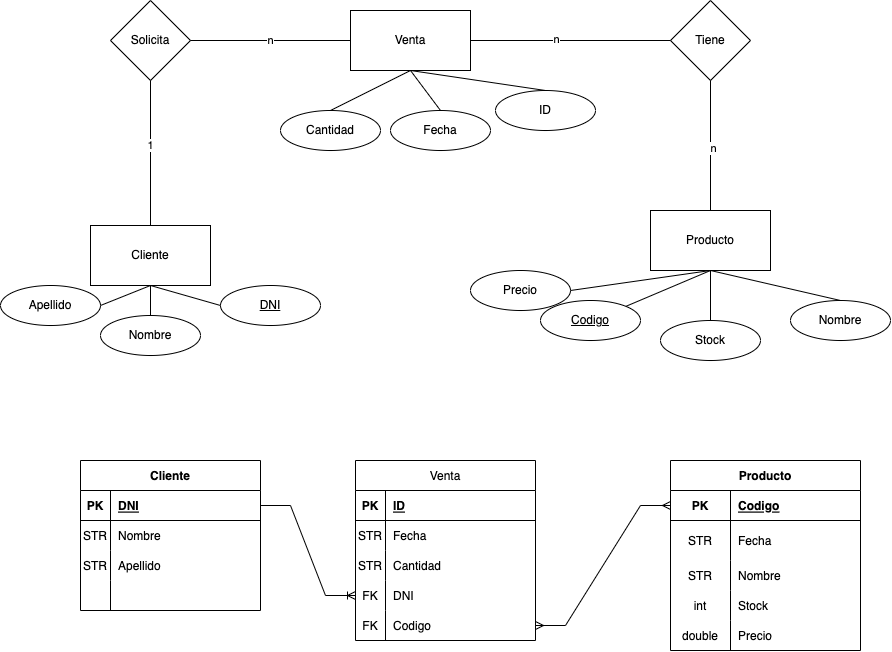 Solicita
n
Venta
n
Tiene
Cantidad
Fecha
ID
1
n
Cliente
Producto
Apellido
Nombre
DNI
Precio
Codigo
Stock
Nombre
Cliente
PK DNI
STR Nombre
STR Apellido
Venta
PK ID
STR Fecha
STR Cantidad
FK DNI
FK Codigo
Producto
PK Codigo
STR Fecha
STR Nombre
int Stock
double Precio